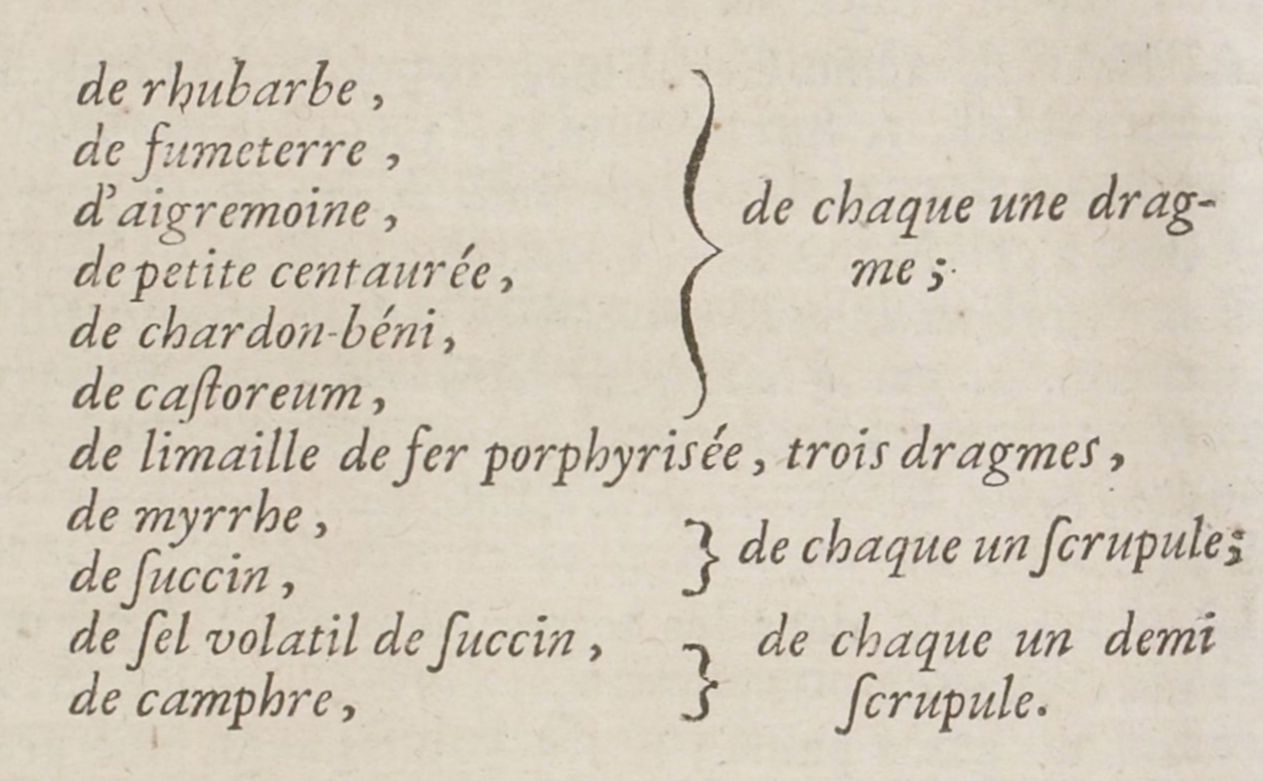 de rhubarbe ,
de fumeterre ,
d'aigremoine ,
de petite centaurée ,
de chardon-béni ,
de caſtoreum ,
de chaque une drag-
me ;
de limaille de fer porphyrisée , trois dragmes ,
de myrrhe ,
de ſuccin ,
de chaque un ſcrupule ;
de ſel volatil de ſuccin ,
de camphre ,
de chaque un demi
ſcrupule.